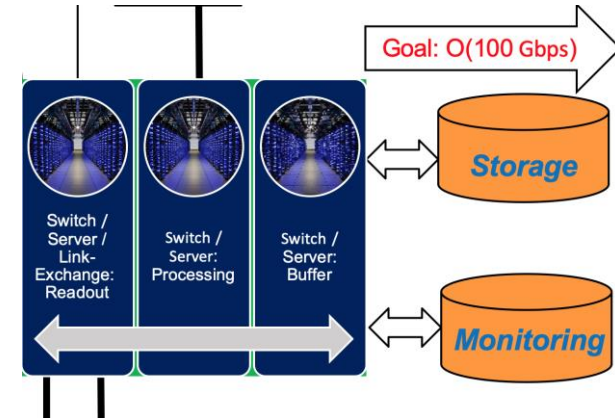 Goal: O(100 Gbps)
Switch /
Server /
Link-
Exchange:
Readout
Switch /
Server:
Processing
Switch /
Server:
Buffer
Storage
Monitoring